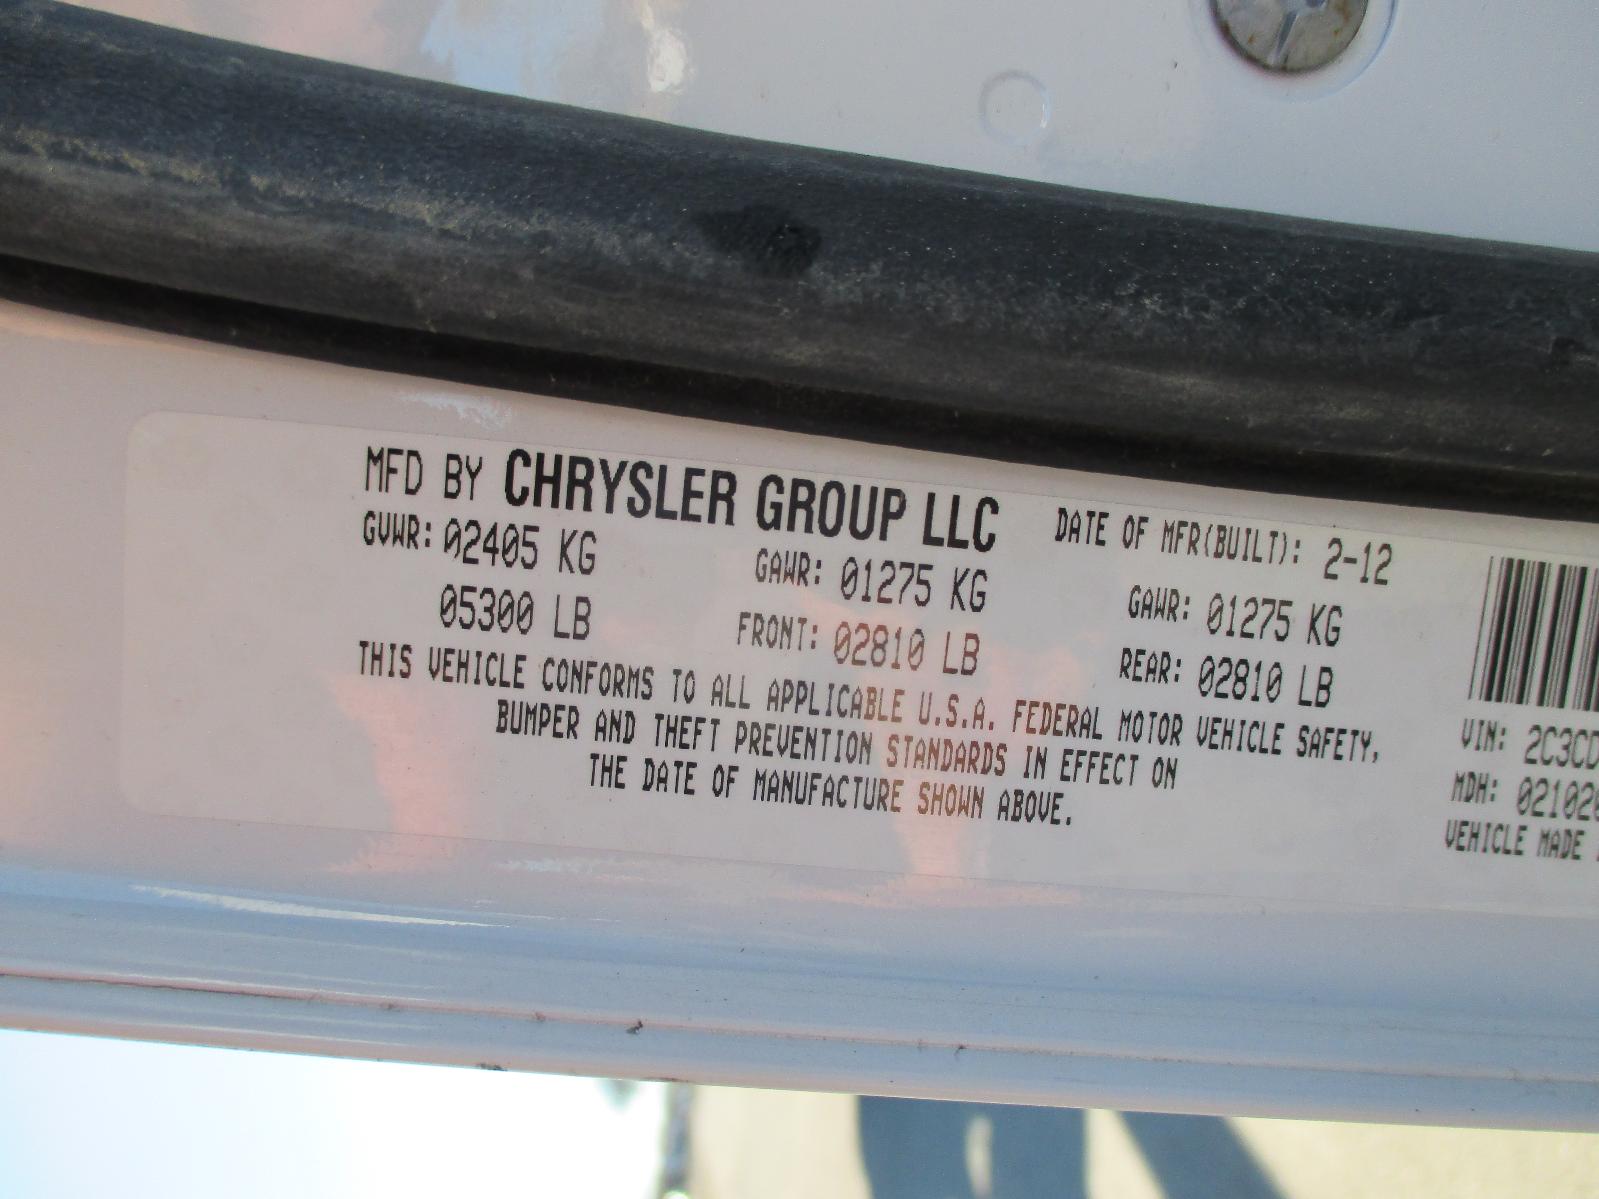 MFD BY CHRYSLER GROUP LLC DATE OF MFR(BUILT): 2-12
GVWR: 02405 KG GAWR: 01275 KG GAWR: 01275 KG
05300 LB FRONT: 02810 LB REAR: 02810 LB
THIS VEHICLE CONFORMS TO ALL APPLICABLE U.S.A. FEDERAL MOTOR VEHICLE SAFETY,
BUMPER AND THEFT PREVENTION STANDARDS IN EFFECT ON
THE DATE OF MANUFACTURE SHOWN ABOVE.
VIN: 2C3CD
MDH: 02102
VEHICLE MADE